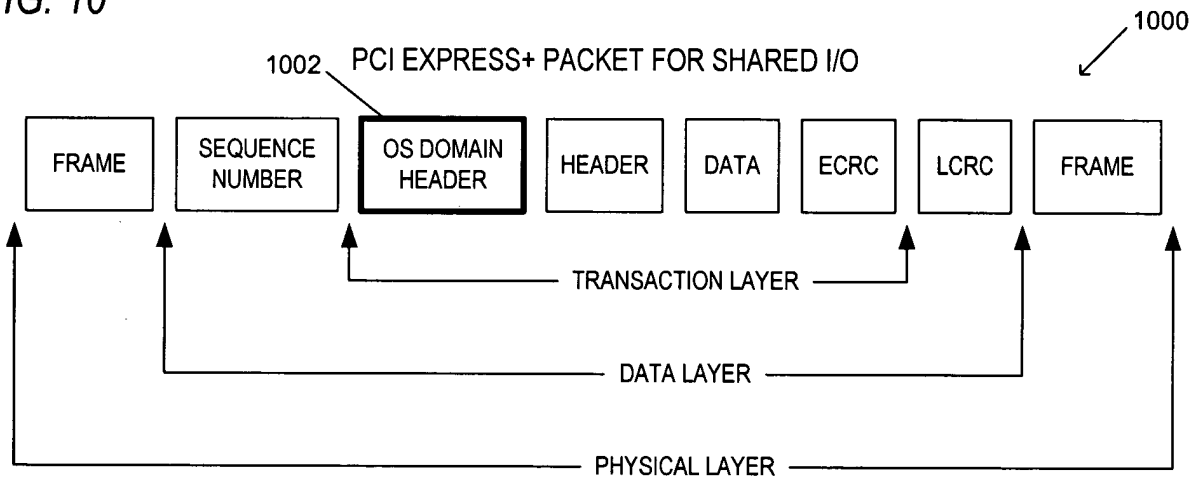 FIG. 10
1000
1002 PCI EXPRESS+ PACKET FOR SHARED I/O
FRAME
SEQUENCE
NUMBER
OS DOMAIN
HEADER
HEADER
DATA
ECRC
LCRC
FRAME
TRANSACTION LAYER
DATA LAYER
PHYSICAL LAYER